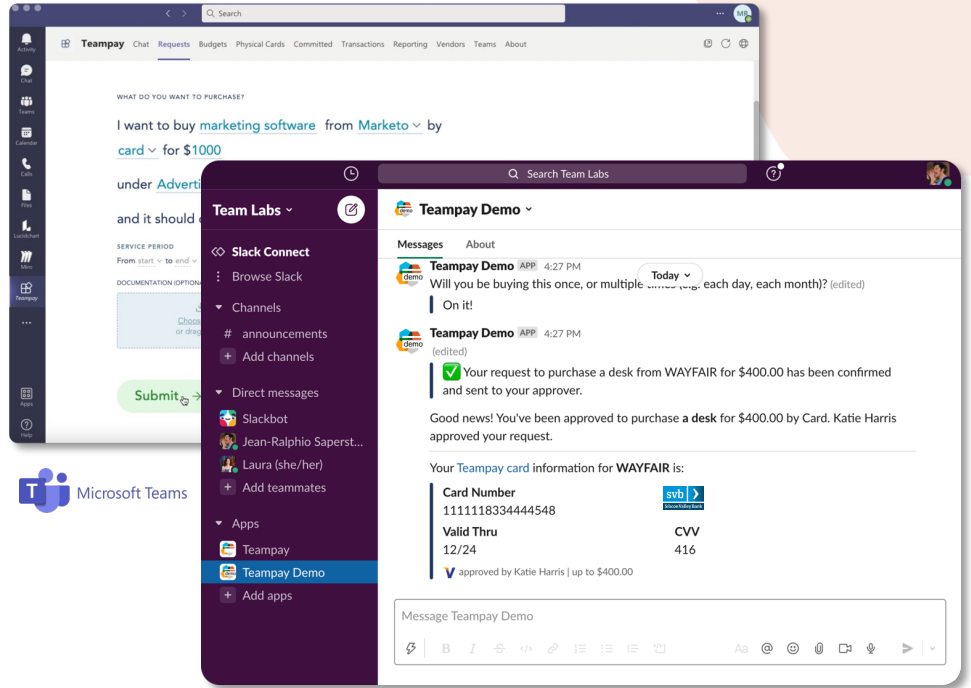 Search
MB
Activity
Chat
Teams
Calendar
Calls
Files
Lucidchart
Miro
Teampay
Apps
Help
Teampay Chat Requests Budgets Physical Cards Committed Transactions Reporting Vendors Teams About
WHAT DO YOU WANT TO PURCHASE?
I want to buy marketing software from Marketo by
card for $1000
under Adverti
and it should
SERVICE PERIOD
From start to end
DOCUMENTATION (OPTION
Choos
or drag
Submit
Microsoft Teams
Search Team Labs
Team Labs
Slack Connect
Browse Slack
Channels
# announcements
+ Add channels
Direct messages
Slackbot
Jean-Ralphio Saperst...
Laura (she/her)
+ Add teammates
Apps
Teampay
Teampay Demo
+ Add apps
demo Teampay Demo
Messages About
Today
demo Teampay Demo APP 4:27 PM
Will you be buying this once, or multiple times (e.g. each day, each month)? (edited)
On it!
demo Teampay Demo APP 4:27 PM
(edited)
Your request to purchase a desk from WAYFAIR for $400.00 has been confirmed
and sent to your approver.
Good news! You've been approved to purchase a desk for $400.00 by Card. Katie Harris
approved your request.
Your Teampay card information for WAYFAIR is:
Card Number
1111118334444548
svb
Silicon Valley Bank
Valid Thru CVV
12/24 416
approved by Katie Harris | up to $400.00
Message Teampay Demo
B I S </> Aa @